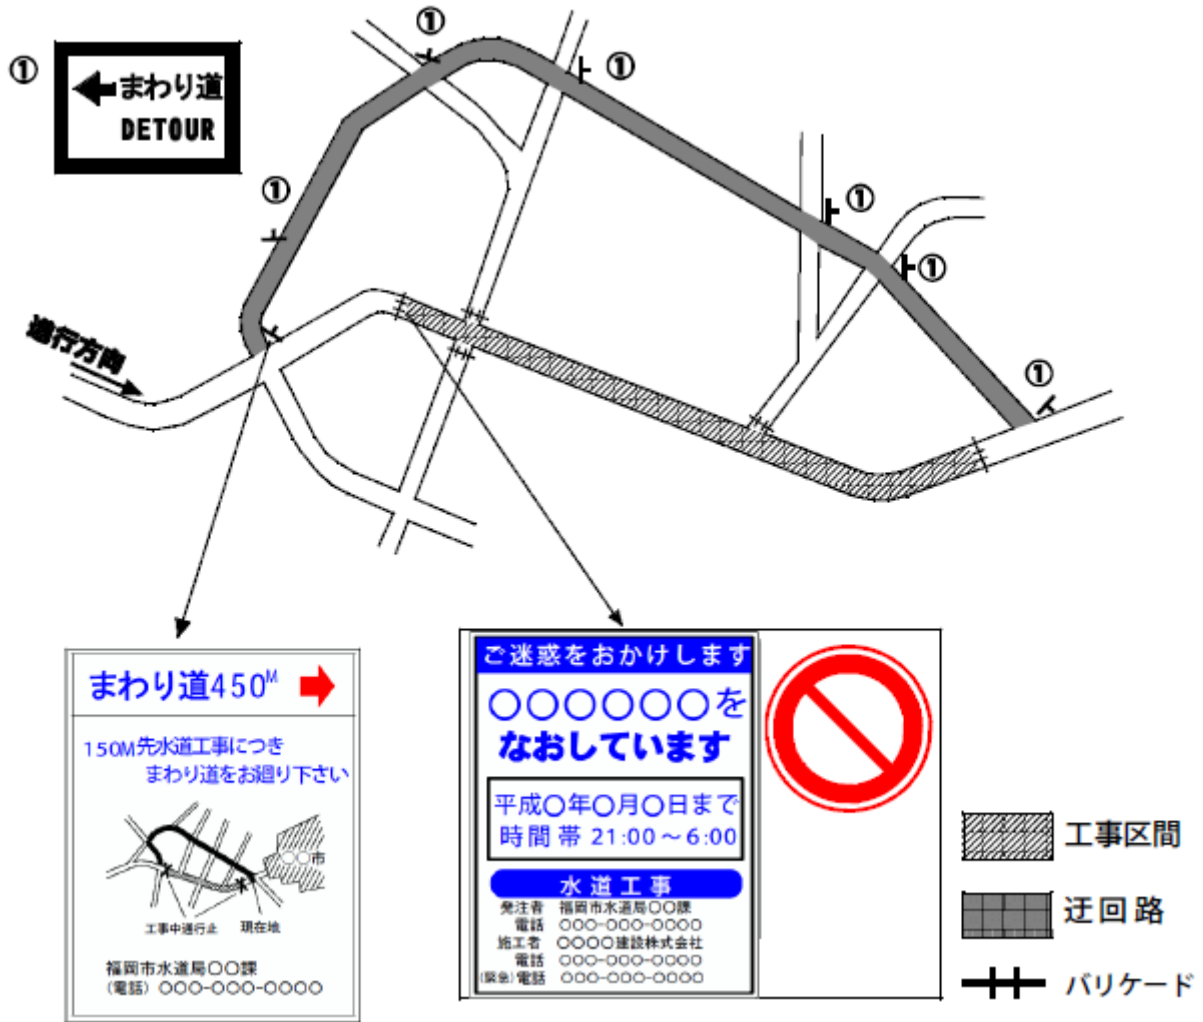 ①
①
←まわり道
DETOUR
①
①
①
①
①
進行方向
まわり道450M
150M先水道工事につき
まわり道をお廻り下さい
○○市
工事中通行止
現在地
福岡市水道局○○課
(電話) ○○○-○○○-○○○○
ご迷惑をおかけします
○○○○○○を
なおしています
平成○年○月○日まで
時間帯 21:00～6:00
水道工事
発注者 福岡市水道局○○課
電話 ○○○-○○○-○○○○
施工者 ○○○○建設株式会社
電話 ○○○-○○○-○○○○
(緊急)電話 ○○○-○○○-○○○○
工事区間
迂回路
バリケード